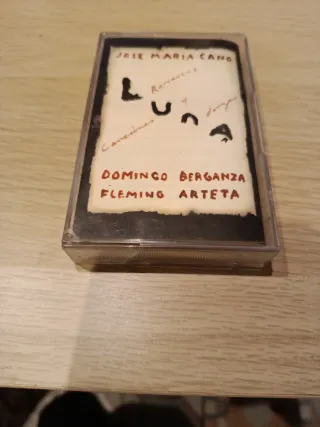 JOSE MARIA CANO
Romances
y
LUNA
danzas
Canciones
DOMINGO BERGANZA
FLEMING ARTETA